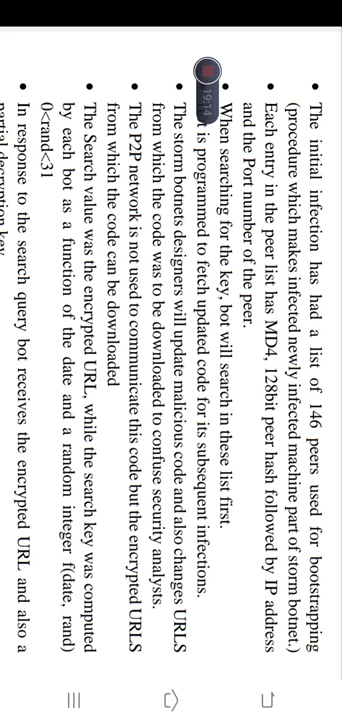 • The initial infection has had a list of 146 peers used for bootstrapping
(procedure which makes infected newly infected machine part of storm botnet.)
• Each entry in the peer list has MD4, 128bit peer hash followed by IP address
and the Port number of the peer.
• When searching for the key, bot will search in these list first.
19:14
is programmed to fetch updated code for its subsequent infections.
• The storm botnets designers will update malicious code and also changes URLS
from which the code was to be downloaded to confuse security analysts.
• The P2P network is not used to communicate this code but the encrypted URLS
from which the code can be downloaded
• The Search value was the encrypted URL, while the search key was computed
by each bot as a function of the date and a random integer f(date, rand)
0<rand<31
• In response to the search query bot receives the encrypted URL and also a
partial decryption key